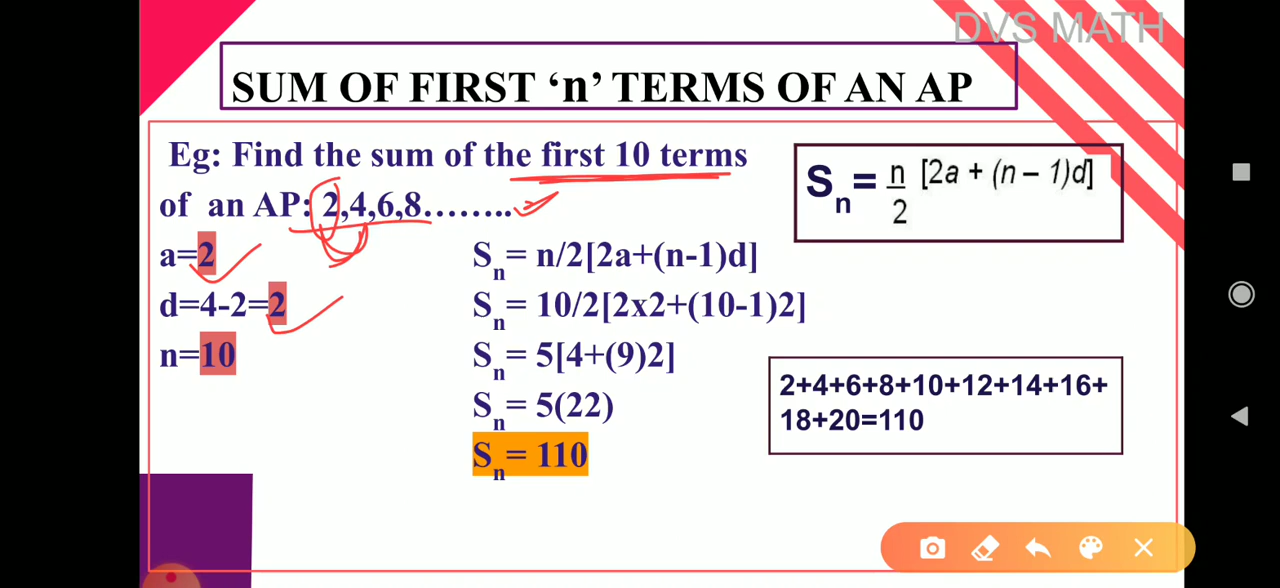 DVS MATH
SUM OF FIRST ‘n’ TERMS OF AN AP
Eg: Find the sum of the first 10 terms
of an AP: 2,4,6,8……..
a=2
d=4-2=2
n=10
Sn= n/2[2a+(n-1)d]
Sn= 10/2[2x2+(10-1)2]
Sn= 5[4+(9)2]
Sn= 5(22)
Sn= 110
Sn= n/2 [2a + (n – 1)d]
2+4+6+8+10+12+14+16+
18+20=110